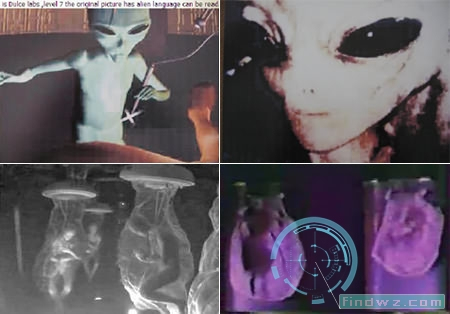 is Dulce labs ,level 7 the original picture has alien language can be read
findwz.com